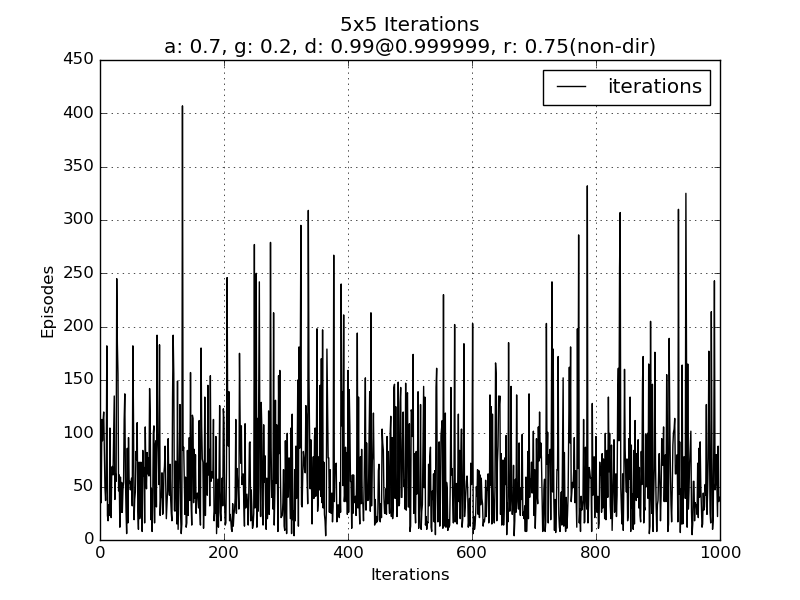 5x5 Iterations
a: 0.7, g: 0.2, d: 0.99@0.999999, r: 0.75(non-dir)
450
400
350
300
250
200
150
100
50
0
iterations
Episodes
0 200 400 600 800 1000
Iterations